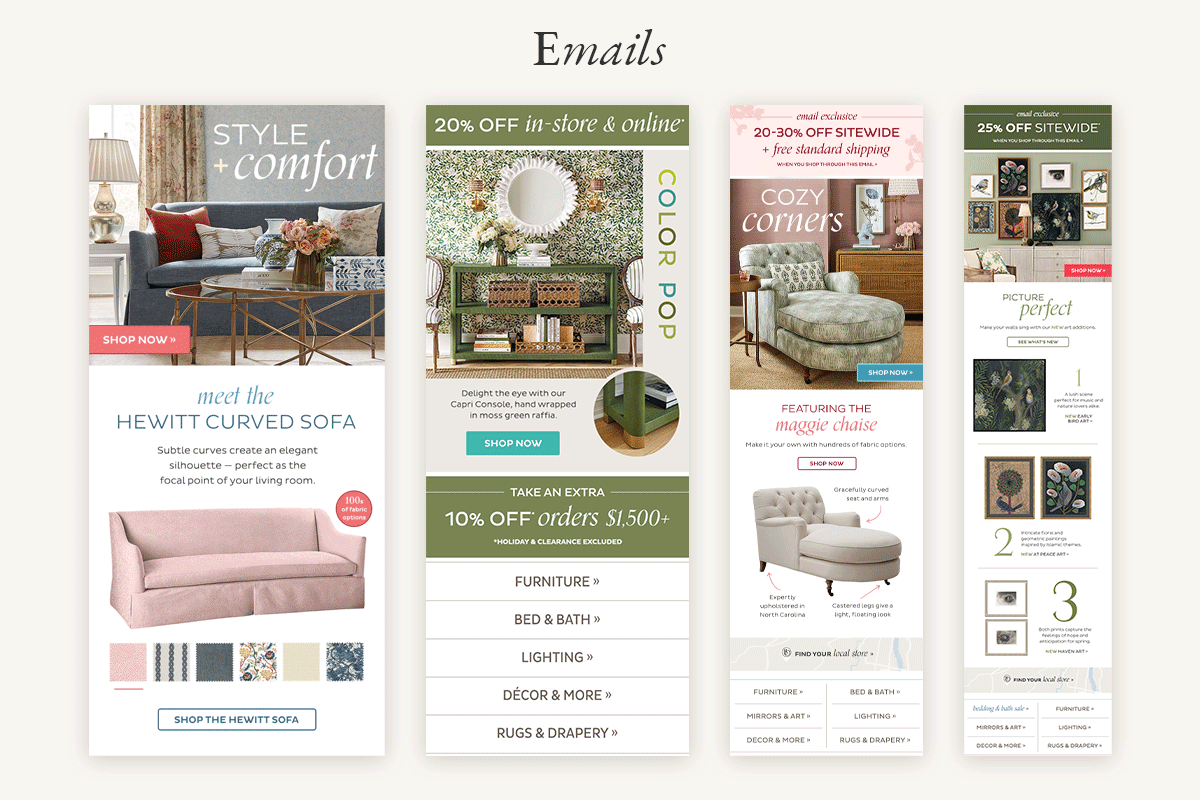 Emails
STYLE
+ comfort
SHOP NOW »
meet the
HEWITT CURVED SOFA
Subtle curves create an elegant
silhouette — perfect as the
focal point of your living room.
100s
of fabric
options
SHOP THE HEWITT SOFA
20% OFF in-store & online*
COLOR POP
Delight the eye with our
Capri Console, hand wrapped
in moss green raffia.
SHOP NOW
TAKE AN EXTRA
10% OFF* orders $1,500+
*HOLIDAY & CLEARANCE EXCLUDED
FURNITURE »
BED & BATH »
LIGHTING »
DÉCOR & MORE »
RUGS & DRAPERY »
email exclusive
20-30% OFF SITEWIDE
+ free standard shipping
WHEN YOU SHOP THROUGH THIS EMAIL »
COZY
corners
SHOP NOW »
FEATURING THE
maggie chaise
Make it your own with hundreds of fabric options.
SHOP NOW
Gracefully curved
seat and arms
Expertly
upholstered in
North Carolina
Castered legs give a
light, floating look
FIND YOUR local store »
FURNITURE »
BED & BATH »
MIRRORS & ART »
LIGHTING »
DECOR & MORE »
RUGS & DRAPERY »
email exclusive
25% OFF SITEWIDE*
WHEN YOU SHOP THROUGH THIS EMAIL »
SHOP NOW »
PICTURE
perfect
Make your walls sing with our NEW art additions.
SEE WHAT'S NEW
1
A lush scene
perfect for music and
nature lovers alike.
NEW EARLY
BIRD ART »
2
Intricate floral and
geometric paintings
inspired by Islamic themes.
NEW AT PEACE ART »
3
Both prints capture the
feelings of hope and
anticipation for spring.
NEW HAVEN ART »
FIND YOUR local store »
bedding & bath sale »
FURNITURE »
MIRRORS & ART »
LIGHTING »
DECOR & MORE »
RUGS & DRAPERY »